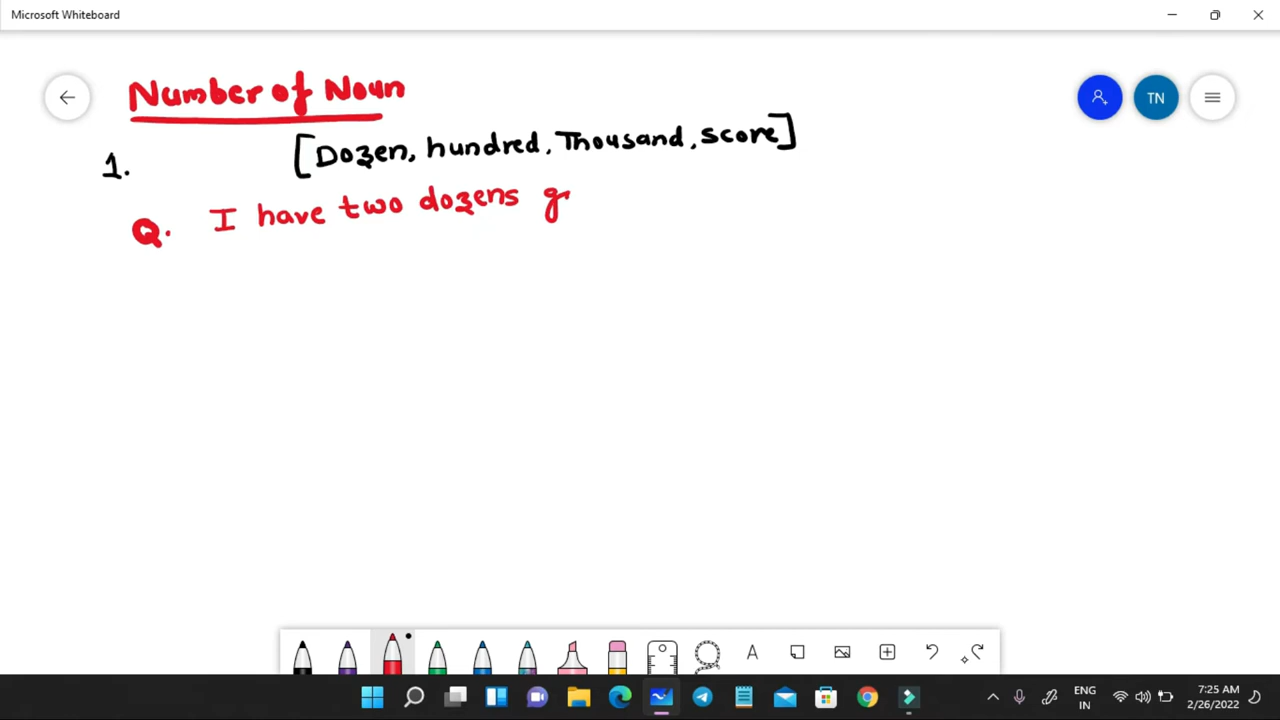 Microsoft Whiteboard
Number of Noun
TN
1. [Dozen, hundred, Thousand, score]
Q. I have two dozens g
A
ENG
IN
7:25 AM
2/26/2022